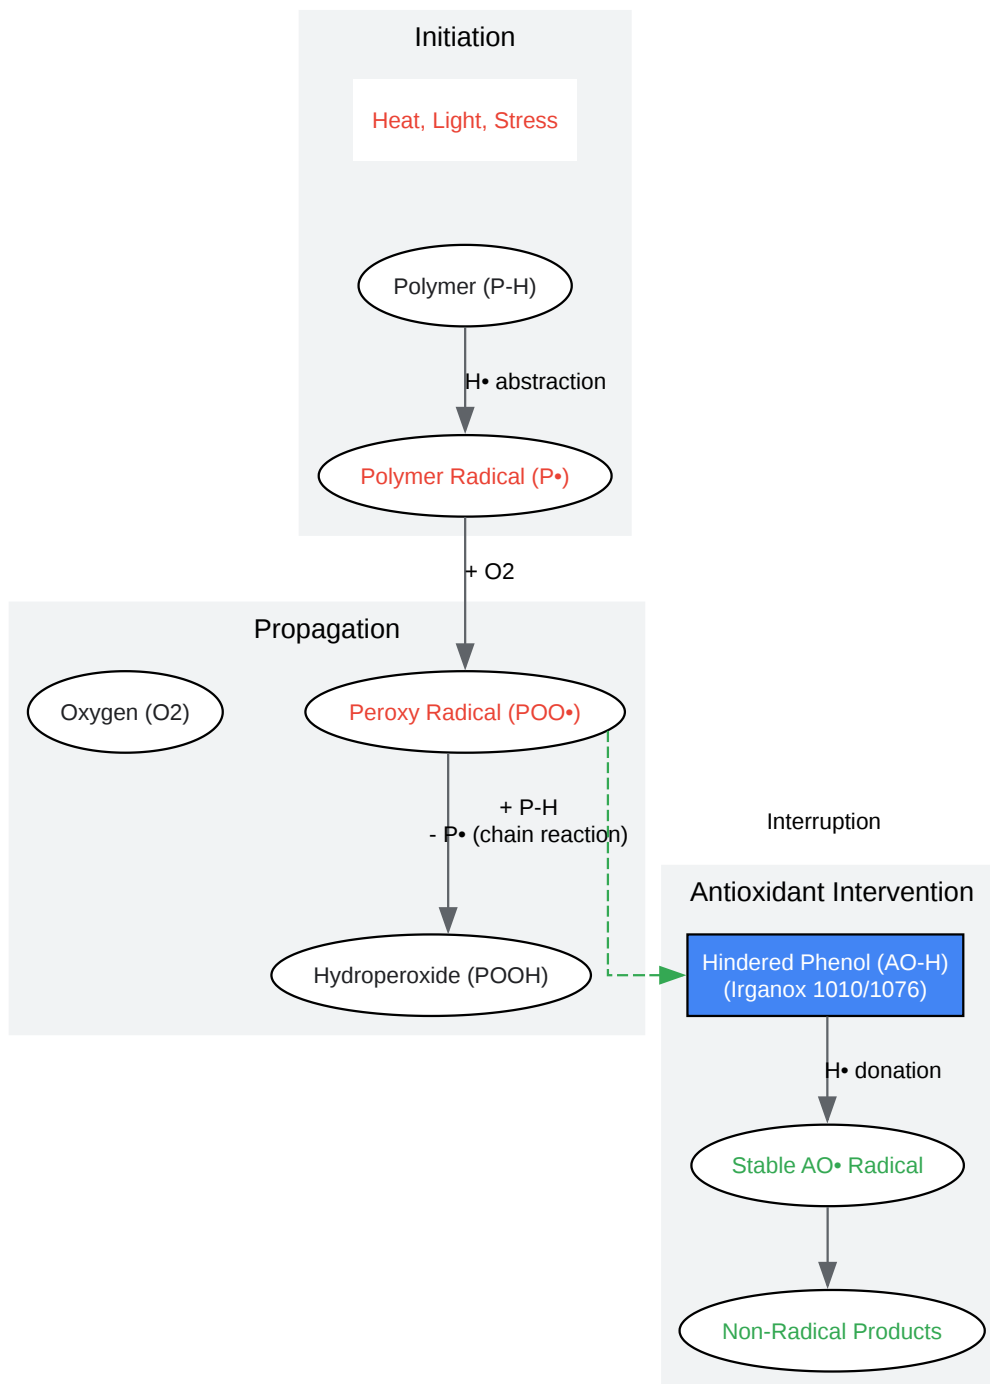 Initiation
Heat, Light, Stress
Polymer (P-H)
H• abstraction
Polymer Radical (P•)
+ O2
Propagation
Oxygen (O2)
Peroxy Radical (POO•)
+ P-H
- P• (chain reaction)
Hydroperoxide (POOH)
Interruption
Antioxidant Intervention
Hindered Phenol (AO-H)
(Irganox 1010/1076)
H• donation
Stable AO• Radical
Non-Radical Products